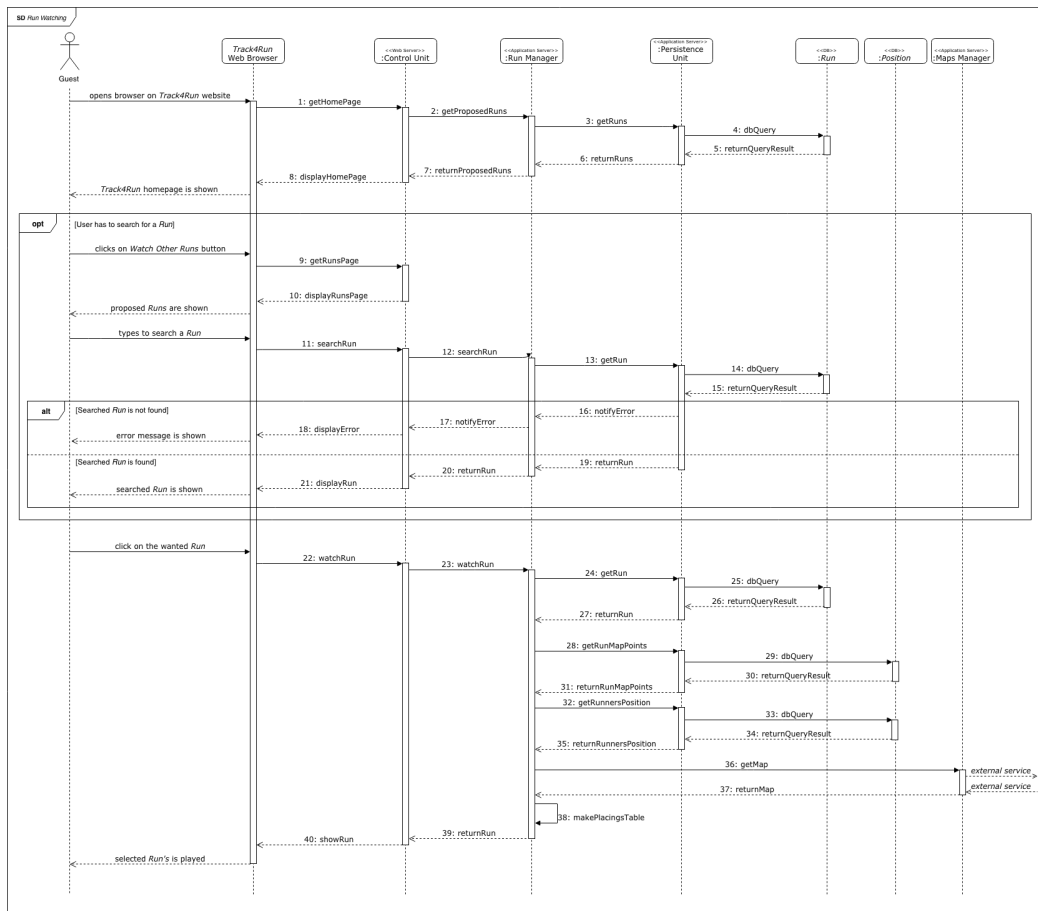 SD Run Watching
Guest
Track4Run
Web Browser
<<Web Server>>
:Control Unit
<<Application Server>>
:Run Manager
<<Application Server>>
:Persistence
Unit
<<DB>>
:Run
<<DB>>
:Position
<<Application Server>>
:Maps Manager
opens browser on Track4Run website
1: getHomePage
2: getProposedRuns
3: getRuns
4: dbQuery
5: returnQueryResult
6: returnRuns
7: returnProposedRuns
8: displayHomePage
Track4Run homepage is shown
opt
[User has to search for a Run]
clicks on Watch Other Runs button
9: getRunsPage
10: displayRunsPage
proposed Runs are shown
types to search a Run
11: searchRun
12: searchRun
13: getRun
14: dbQuery
15: returnQueryResult
alt
[Searched Run is not found]
16: notifyError
17: notifyError
18: displayError
error message is shown
[Searched Run is found]
19: returnRun
20: returnRun
21: displayRun
searched Run is shown
click on the wanted Run
22: watchRun
23: watchRun
24: getRun
25: dbQuery
26: returnQueryResult
27: returnRun
28: getRunMapPoints
29: dbQuery
30: returnQueryResult
31: returnRunMapPoints
32: getRunnersPosition
33: dbQuery
34: returnQueryResult
35: returnRunnersPosition
36: getMap
external service
external service
37: returnMap
38: makePlacingsTable
39: returnRun
40: showRun
selected Run's is played